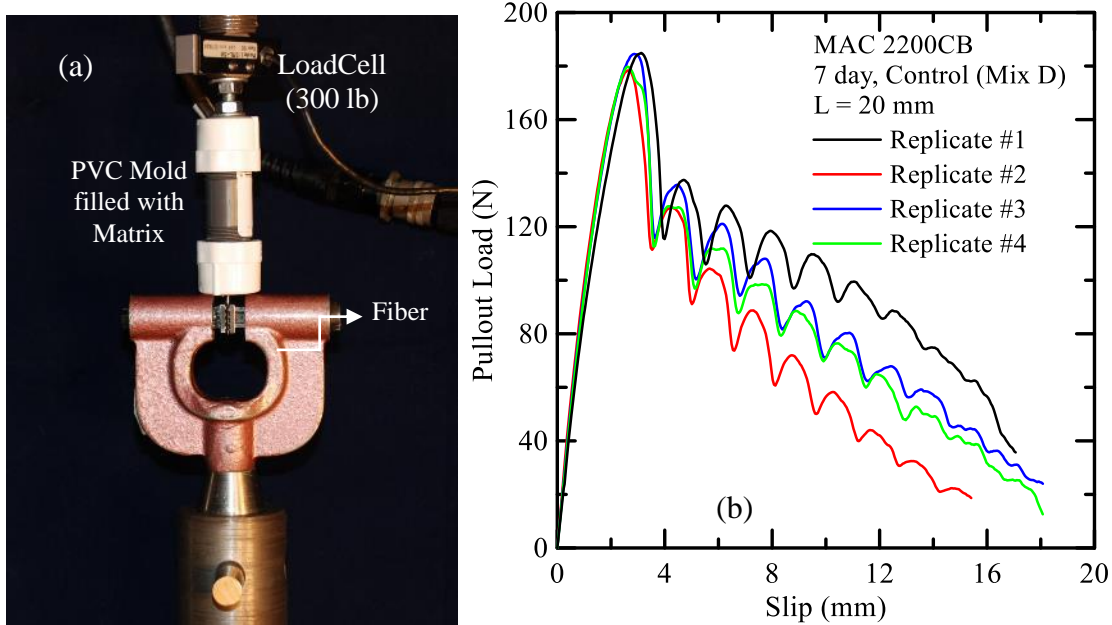 (a)
LoadCell
(300 lb)
PVC Mold
filled with
Matrix
Fiber
200
160
120
80
40
0
Pullout Load (N)
MAC 2200CB
7 day, Control (Mix D)
L = 20 mm
Replicate #1
Replicate #2
Replicate #3
Replicate #4
(b)
0
4
8
12
16
20
Slip (mm)